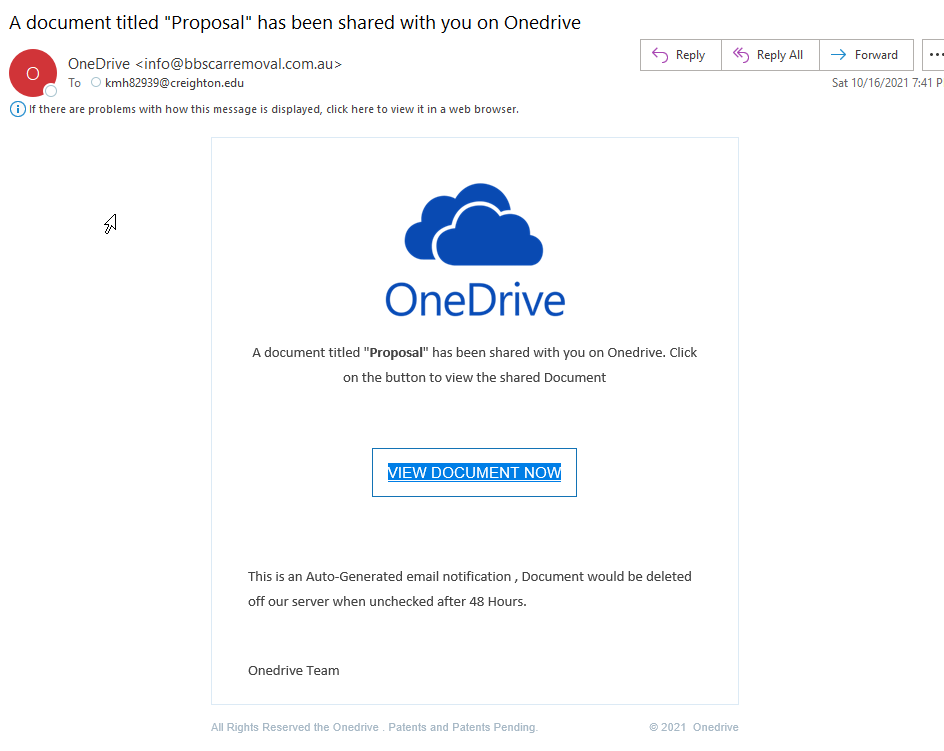 A document titled "Proposal" has been shared with you on Onedrive
O
OneDrive <info@bbscarremoval.com.au>
To kmh82939@creighton.edu
Reply
Reply All
Forward
Sat 10/16/2021 7:41 P
If there are problems with how this message is displayed, click here to view it in a web browser.
OneDrive
A document titled "Proposal" has been shared with you on Onedrive. Click
on the button to view the shared Document
VIEW DOCUMENT NOW
This is an Auto-Generated email notification , Document would be deleted
off our server when unchecked after 48 Hours.
Onedrive Team
All Rights Reserved the Onedrive . Patents and Patents Pending.
© 2021 Onedrive